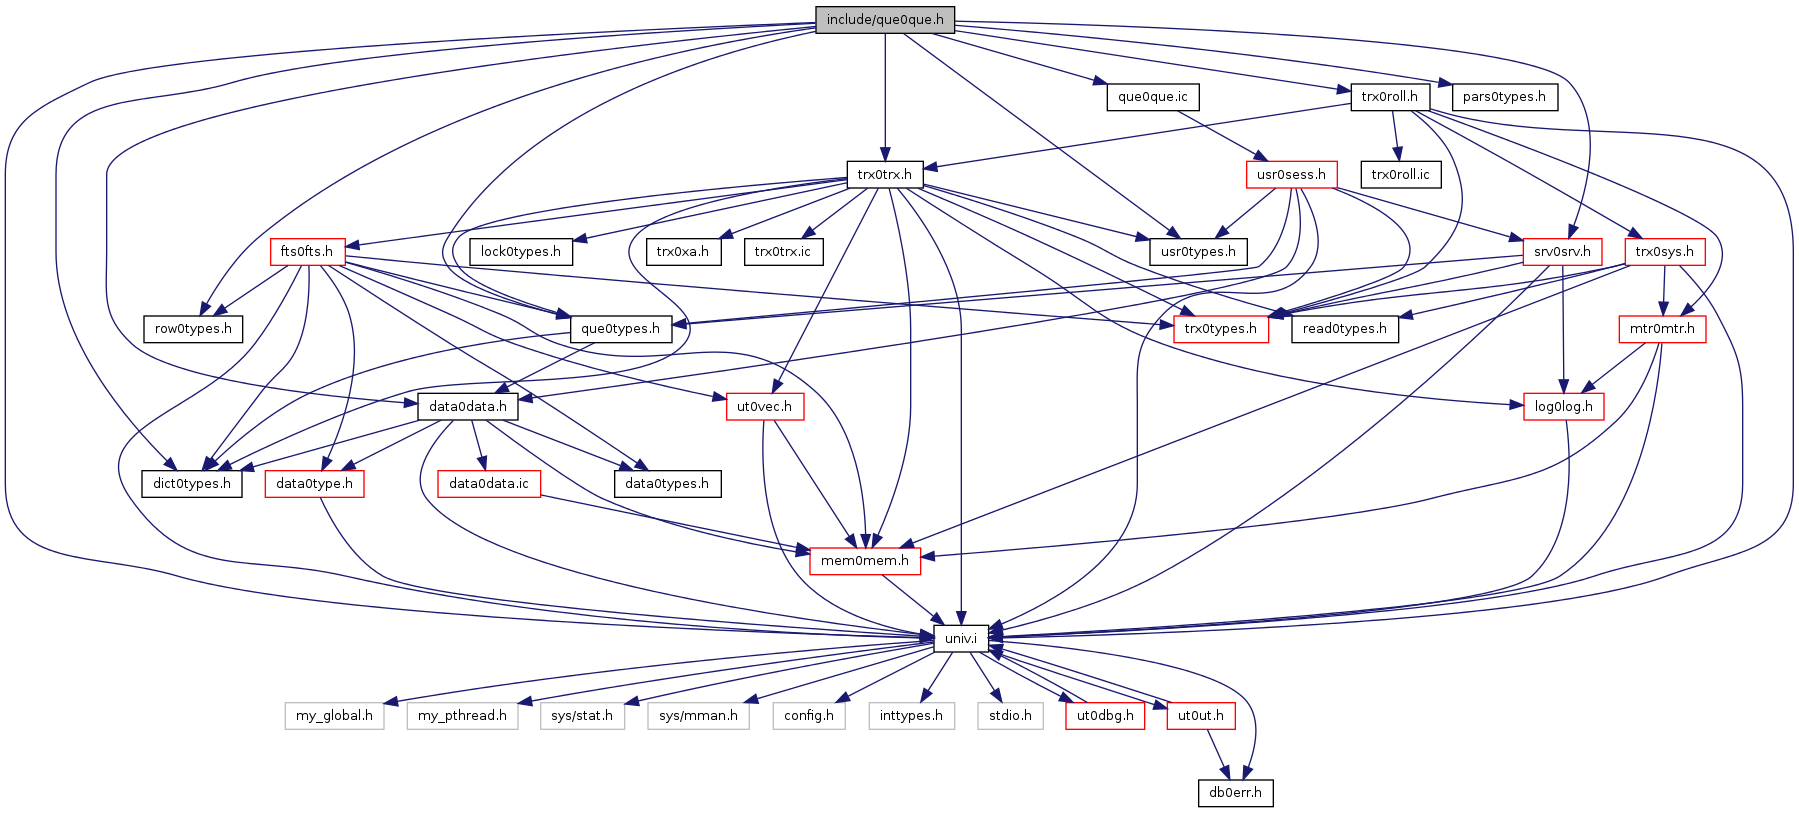 include/que0que.h
que0que.ic
trx0roll.h
pars0types.h
trx0trx.h
usr0sess.h
trx0roll.ic
fts0fts.h
lock0types.h
trx0xa.h
trx0trx.ic
usr0types.h
srv0srv.h
trx0sys.h
row0types.h
que0types.h
trx0types.h
read0types.h
mtr0mtr.h
data0data.h
ut0vec.h
log0log.h
dict0types.h
data0type.h
data0data.ic
data0types.h
mem0mem.h
univ.i
my_global.h
my_pthread.h
sys/stat.h
sys/mman.h
config.h
inttypes.h
stdio.h
ut0dbg.h
ut0ut.h
db0err.h